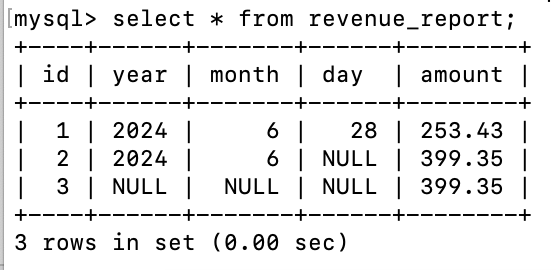 [mysql> select * from revenue_report;
+----+------+-------+------+--------+
| id | year | month | day  | amount |
+----+------+-------+------+--------+
|  1 | 2024 |     6 |   28 | 253.43 |
|  2 | 2024 |     6 | NULL | 399.35 |
|  3 | NULL |  NULL | NULL | 399.35 |
+----+------+-------+------+--------+
3 rows in set (0.00 sec)